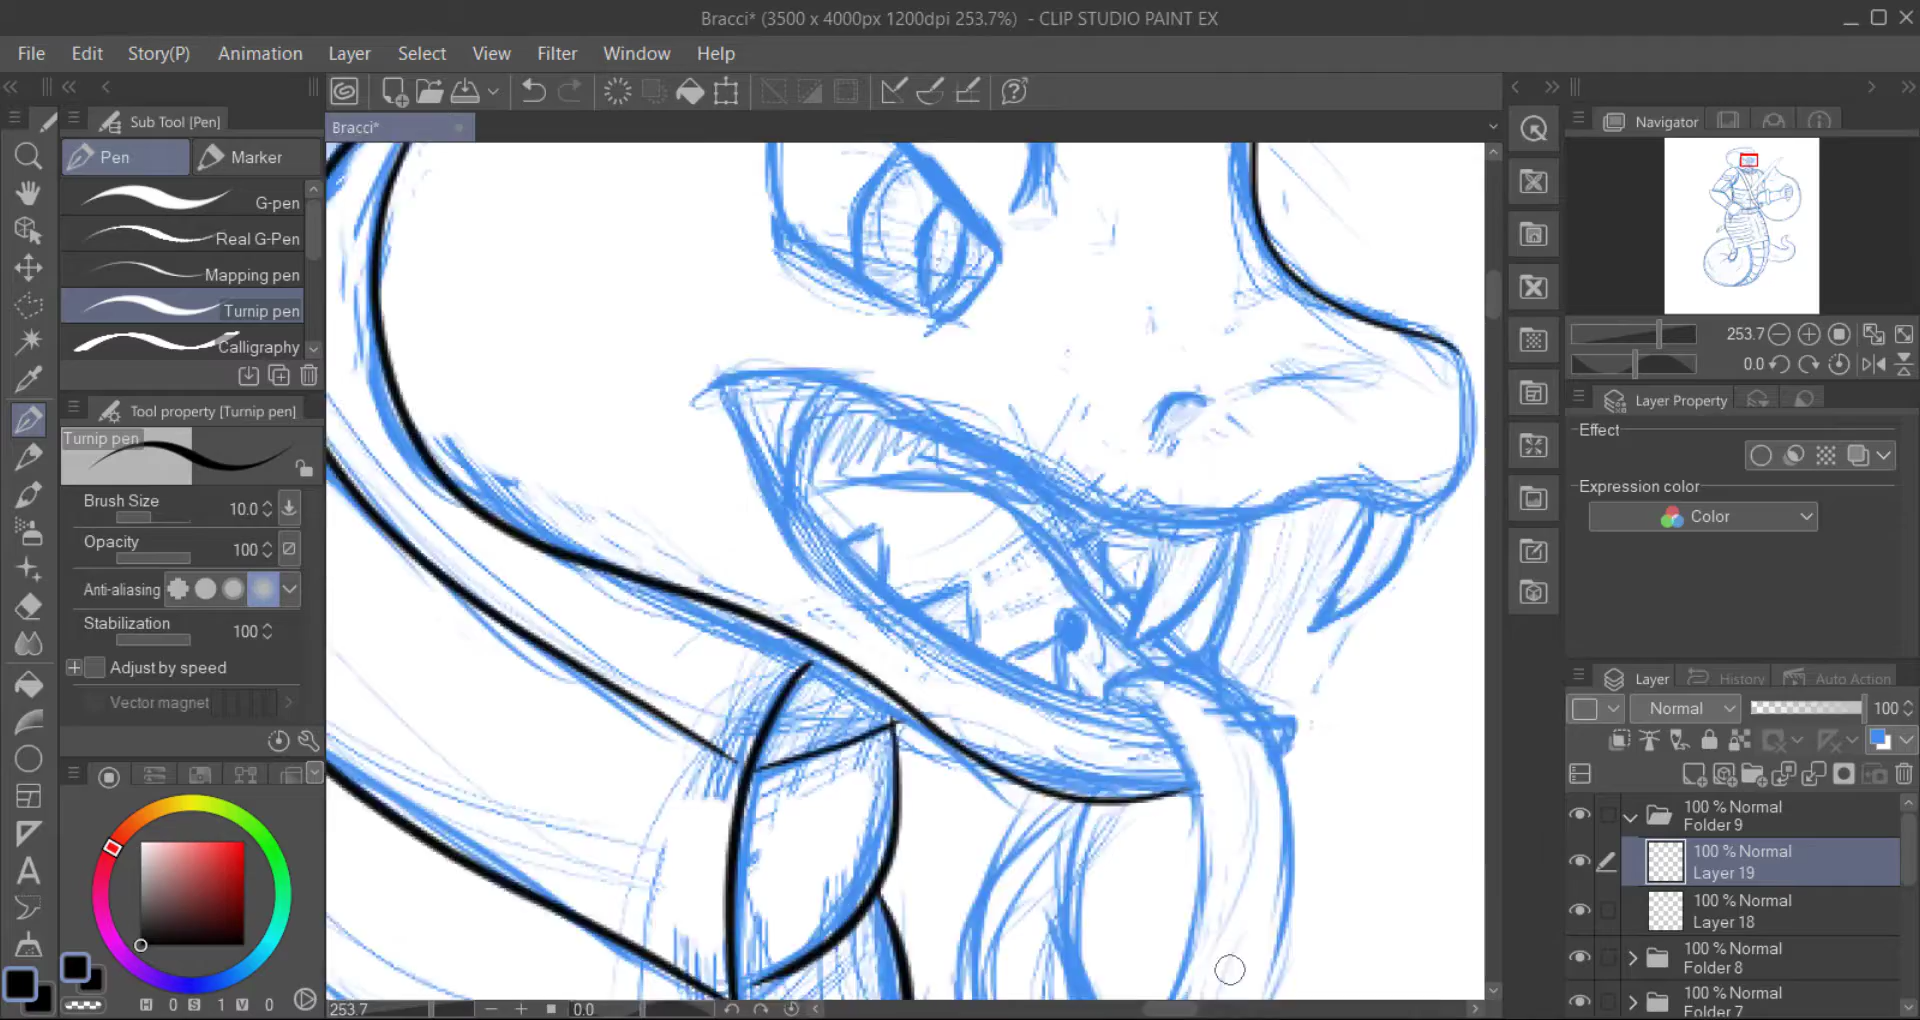 Bracci* (3500 x 4000px 1200dpi 253.7%) - CLIP STUDIO PAINT EX
File Edit Story(P) Animation Layer Select View Filter Window Help
Sub Tool [Pen]
Pen Marker
G-pen
Real G-Pen
Mapping pen
Turnip pen
Calligraphy
Tool property [Turnip pen]
Turnip pen
Brush Size 10.0
Opacity 100
Anti-aliasing
Stabilization 100
Adjust by speed
Vector magnet
H 0 S 1 V 0
Bracci*
253.7 0.0
Navigator
253.7
0.0
Layer Property
Effect
Expression color
Color
Layer History Auto Action
Normal 100
100 % Normal
Folder 9
100 % Normal
Layer 19
100 % Normal
Layer 18
100 % Normal
Folder 8
100 % Normal
Folder 7